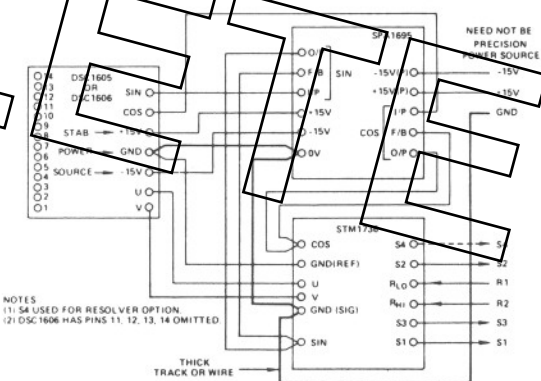 SPA1695
NEED NOT BE
PRECISION
POWER SOURCE
-15V
+15V
GND
14
13
12
11
10
9
8
7
6
5
4
3
2
1
DSC1605
OR
DSC1606
SIN
COS
STAB
+15V
POWER
GND
SOURCE
-15V
U
V
O/P
F/B
SIN
I/P
+15V
-15V
0V
-15V(P)
+15V(P)
I/P
COS
F/B
O/P
STM1736
COS
GND(REF)
U
V
GND (SIG)
SIN
S4
S2
RLO
RHI
S3
S1
S4
S2
R1
R2
S3
S1
NOTES
(1) S4 USED FOR RESOLVER OPTION.
(2) DSC1606 HAS PINS 11, 12, 13, 14 OMITTED.
THICK
TRACK OR WIRE